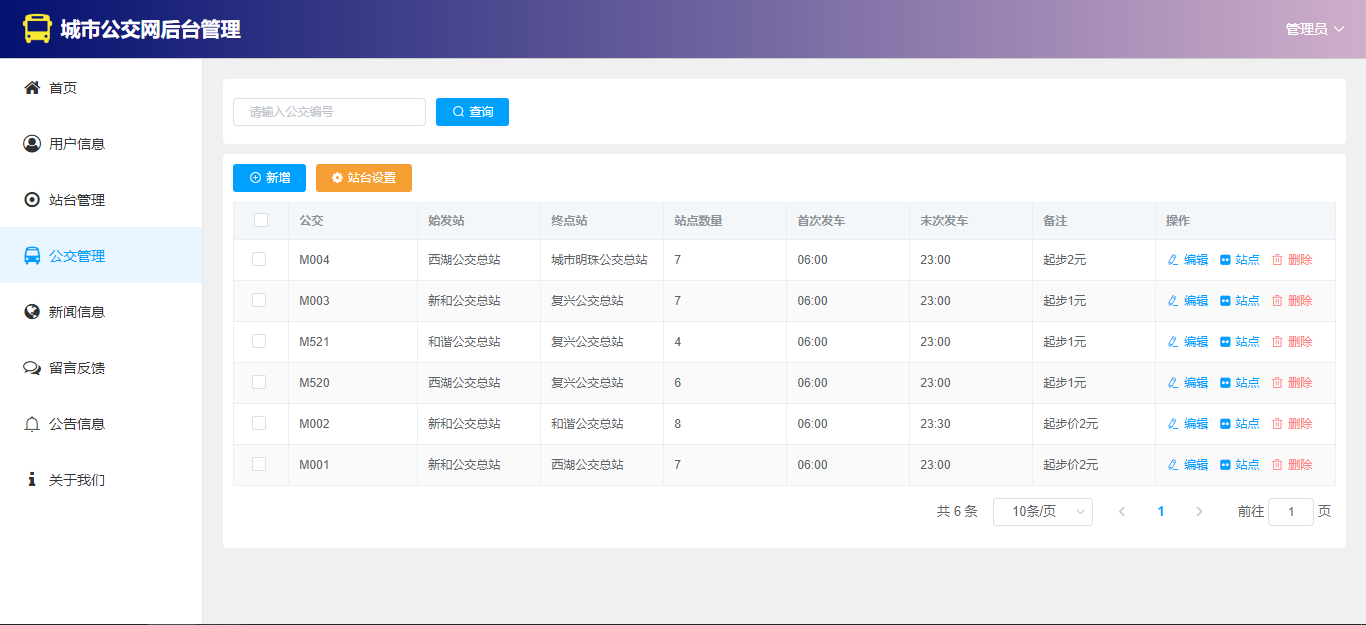 城市公交网后台管理
管理员
首页
用户信息
站台管理
公交管理
新闻信息
留言反馈
公告信息
关于我们
请输入公交编号 查询
新增 站台设置
公交 始发站 终点站 站点数量 首次发车 末次发车 备注 操作
M004 西湖公交总站 城市明珠公交总站 7 06:00 23:00 起步2元 编辑 站点 删除
M003 新和公交总站 复兴公交总站 7 06:00 23:00 起步1元 编辑 站点 删除
M521 和谐公交总站 复兴公交总站 4 06:00 23:00 起步1元 编辑 站点 删除
M520 西湖公交总站 复兴公交总站 6 06:00 23:00 起步1元 编辑 站点 删除
M002 新和公交总站 和谐公交总站 8 06:00 23:30 起步价2元 编辑 站点 删除
M001 新和公交总站 西湖公交总站 7 06:00 23:00 起步价2元 编辑 站点 删除
共 6 条 10条/页 1 前往 1 页